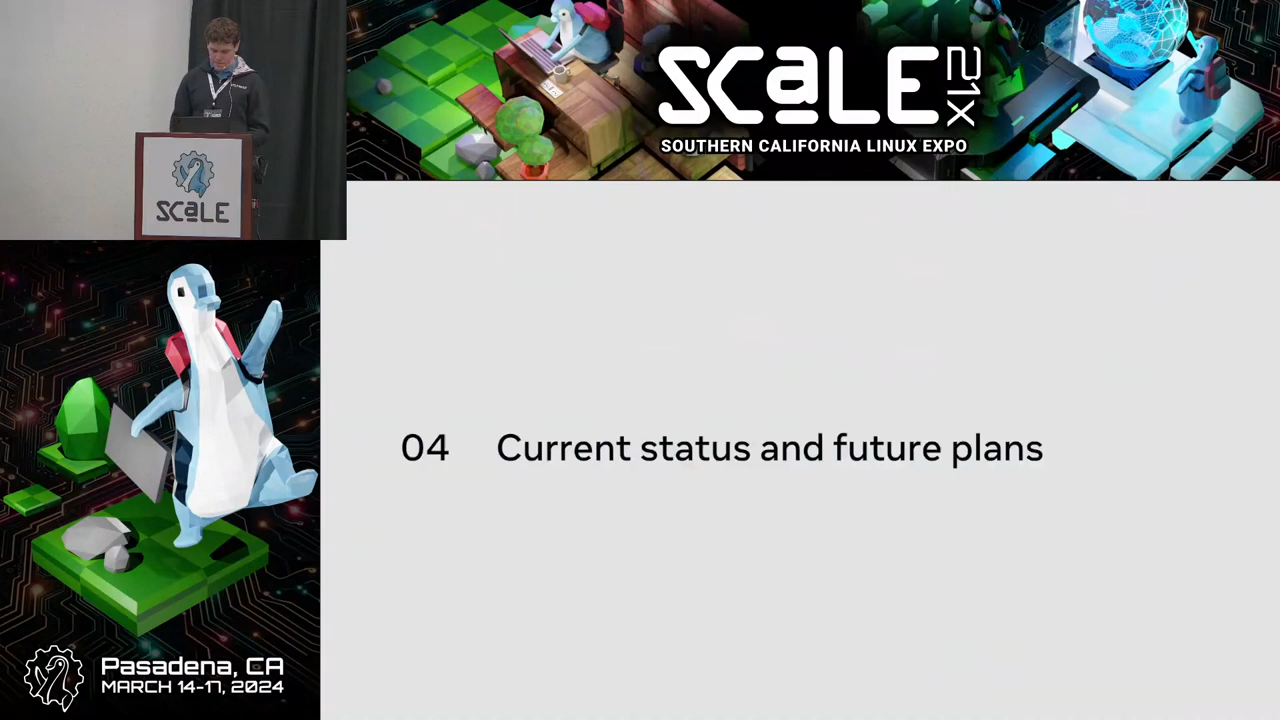 SCaLE
21X
SOUTHERN CALIFORNIA LINUX EXPO
SCaLE
04 Current status and future plans
Pasadena, CA
MARCH 14-17, 2024